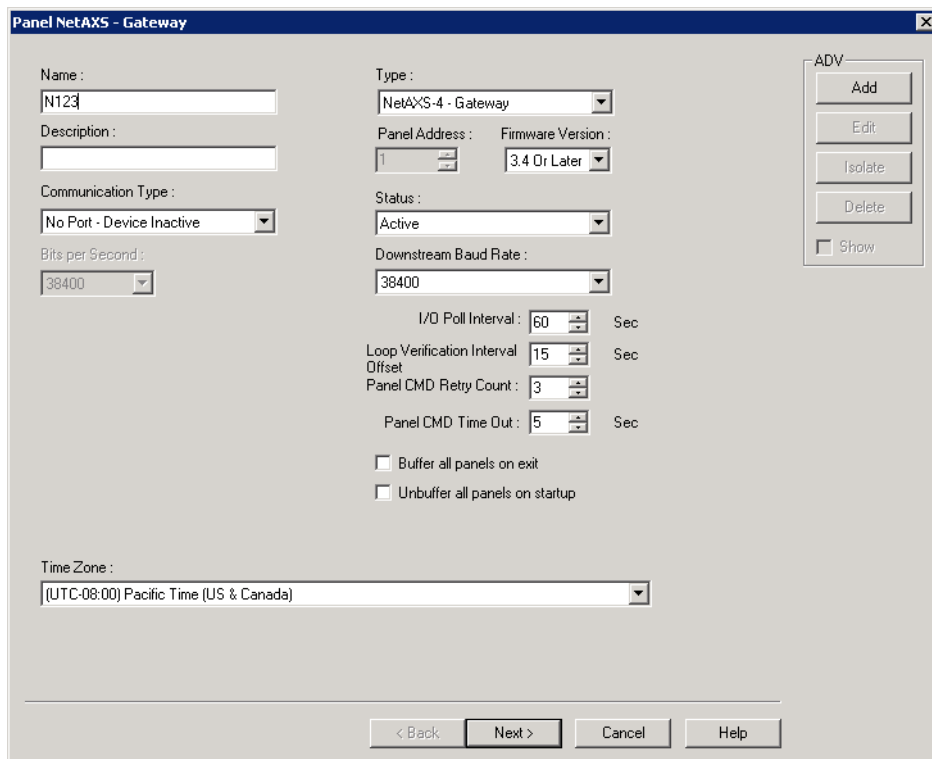 Panel NetAXS - Gateway
Name :
N123
Description :
Communication Type :
No Port - Device Inactive
Bits per Second :
38400
Type :
NetAXS-4 - Gateway
Panel Address :
Firmware Version :
1
3.4 Or Later
Status :
Active
Downstream Baud Rate :
38400
I/O Poll Interval : 60 Sec
Loop Verification Interval
Offset
15 Sec
Panel CMD Retry Count : 3
Panel CMD Time Out : 5 Sec
Buffer all panels on exit
Unbuffer all panels on startup
ADV
Add
Edit
Isolate
Delete
Show
Time Zone :
(UTC-08:00) Pacific Time (US & Canada)
< Back
Next >
Cancel
Help